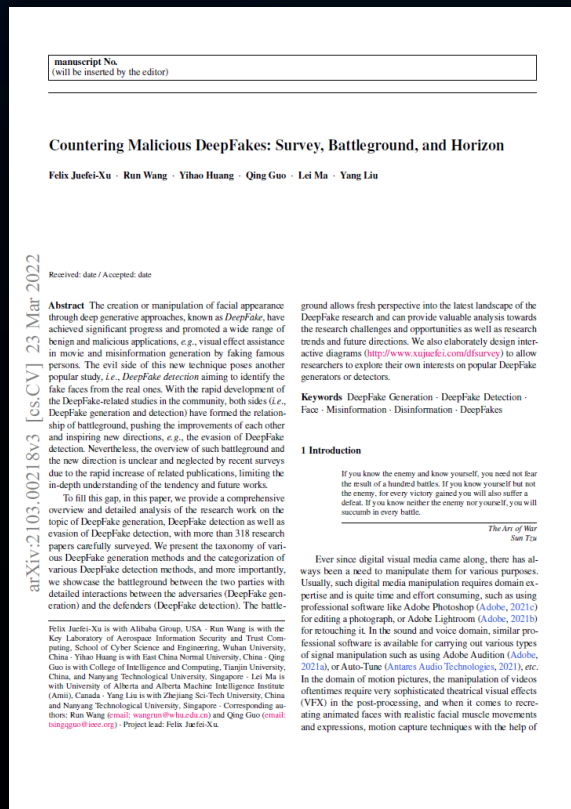 manuscript No.
(will be inserted by the editor)
Countering Malicious DeepFakes: Survey, Battleground, and Horizon
Felix Juefei-Xu · Run Wang · Yihao Huang · Qing Guo · Lei Ma · Yang Liu
arXiv:2103.00218v3 [cs.CV] 23 Mar 2022
Received: date / Accepted: date
Abstract The creation or manipulation of facial appearance
through deep generative approaches, known as DeepFake, have
achieved significant progress and promoted a wide range of
benign and malicious applications, e.g., visual effect assistance
in movie and misinformation generation by faking famous
persons. The evil side of this new technique poses another
popular study, i.e., DeepFake detection aiming to identify the
fake faces from the real ones. With the rapid development of
the DeepFake-related studies in the community, both sides (i.e.,
DeepFake generation and detection) have formed the relation-
ship of battleground, pushing the improvements of each other
and inspiring new directions, e.g., the evasion of DeepFake
detection. Nevertheless, the overview of such battleground and
the new direction is unclear and neglected by recent surveys
due to the rapid increase of related publications, limiting the
in-depth understanding of the tendency and future works.
To fill this gap, in this paper, we provide a comprehensive
overview and detailed analysis of the research work on the
topic of DeepFake generation, DeepFake detection as well as
evasion of DeepFake detection, with more than 318 research
papers carefully surveyed. We present the taxonomy of vari-
ous DeepFake generation methods and the categorization of
various DeepFake detection methods, and more importantly,
we showcase the battleground between the two parties with
detailed interactions between the adversaries (DeepFake gen-
eration) and the defenders (DeepFake detection). The battle-
Felix Juefei-Xu is with Alibaba Group, USA · Run Wang is with the
Key Laboratory of Aerospace Information Security and Trust Com-
puting, School of Cyber Science and Engineering, Wuhan University,
China · Yihao Huang is with East China Normal University, China · Qing
Guo is with College of Intelligence and Computing, Tianjin University,
China, and Nanyang Technological University, Singapore · Lei Ma is
with University of Alberta and Alberta Machine Intelligence Institute
(Amii), Canada · Yang Liu is with Zhejiang Sci-Tech University, China
and Nanyang Technological University, Singapore · Corresponding au-
thors: Run Wang (email: wangrun@whu.edu.cn) and Qing Guo (email:
tsingqguo@ieee.org) · Project lead: Felix Juefei-Xu.
ground allows fresh perspective into the latest landscape of the
DeepFake research and can provide valuable analysis towards
the research challenges and opportunities as well as research
trends and future directions. We also elaborately design inter-
active diagrams (http://www.xujuefei.com/dfsurvey) to allow
researchers to explore their own interests on popular DeepFake
generators or detectors.
Keywords DeepFake Generation · DeepFake Detection ·
Face · Misinformation · Disinformation · DeepFakes
1 Introduction
If you know the enemy and know yourself, you need not fear
the result of a hundred battles. If you know yourself but not
the enemy, for every victory gained you will also suffer a
defeat. If you know neither the enemy nor yourself, you will
succumb in every battle.
The Art of War
Sun Tzu
Ever since digital visual media came along, there has al-
ways been a need to manipulate them for various purposes.
Usually, such digital media manipulation requires domain ex-
pertise and is quite time and effort consuming, such as using
professional software like Adobe Photoshop (Adobe, 2021c)
for editing a photograph, or Adobe Lightroom (Adobe, 2021b)
for retouching it. In the sound and voice domain, similar pro-
fessional software is available for carrying out various types
of signal manipulation such as using Adobe Audition (Adobe,
2021a), or Auto-Tune (Antares Audio Technologies, 2021), etc.
In the domain of motion pictures, the manipulation of videos
oftentimes require very sophisticated theatrical visual effects
(VFX) in the post-processing, and when it comes to recre-
ating animated faces with realistic facial muscle movements
and expressions, motion capture techniques with the help of